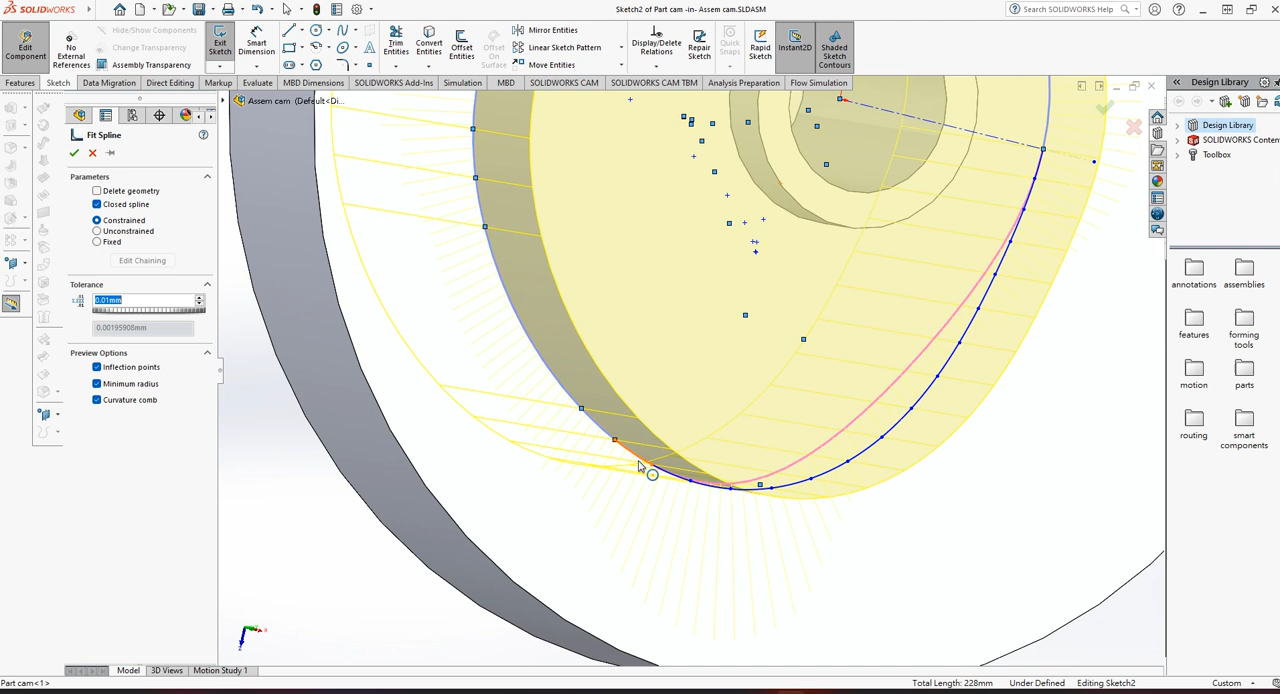 SOLIDWORKS
Sketch2 of Part cam -in- Assem cam.SLDASM
Search SOLIDWORKS Help
Edit Component
No External References
Hide/Show Components
Change Transparency
Assembly Transparency
Exit Sketch
Smart Dimension
Trim Entities
Convert Entities
Offset Entities
Offset On Surface
Mirror Entities
Linear Sketch Pattern
Move Entities
Display/Delete Relations
Repair Sketch
Quick Snaps
Rapid Sketch
Instant2D
Shaded Sketch Contours
Features
Sketch
Data Migration
Direct Editing
Markup
Evaluate
MBD Dimensions
SOLIDWORKS Add-Ins
Simulation
MBD
SOLIDWORKS CAM
SOLIDWORKS CAM TBM
Analysis Preparation
Flow Simulation
Assem cam (Default<Di...
Fit Spline
Parameters
Delete geometry
Closed spline
Constrained
Unconstrained
Fixed
Edit Chaining
Tolerance
0.01mm
0.00195908mm
Preview Options
Inflection points
Minimum radius
Curvature comb
Design Library
Design Library
SOLIDWORKS Conten
Toolbox
annotations
assemblies
features
forming tools
motion
parts
routing
smart components
Model
3D Views
Motion Study 1
Part cam<1>
Total Length: 228mm
Under Defined
Editing Sketch2
Custom